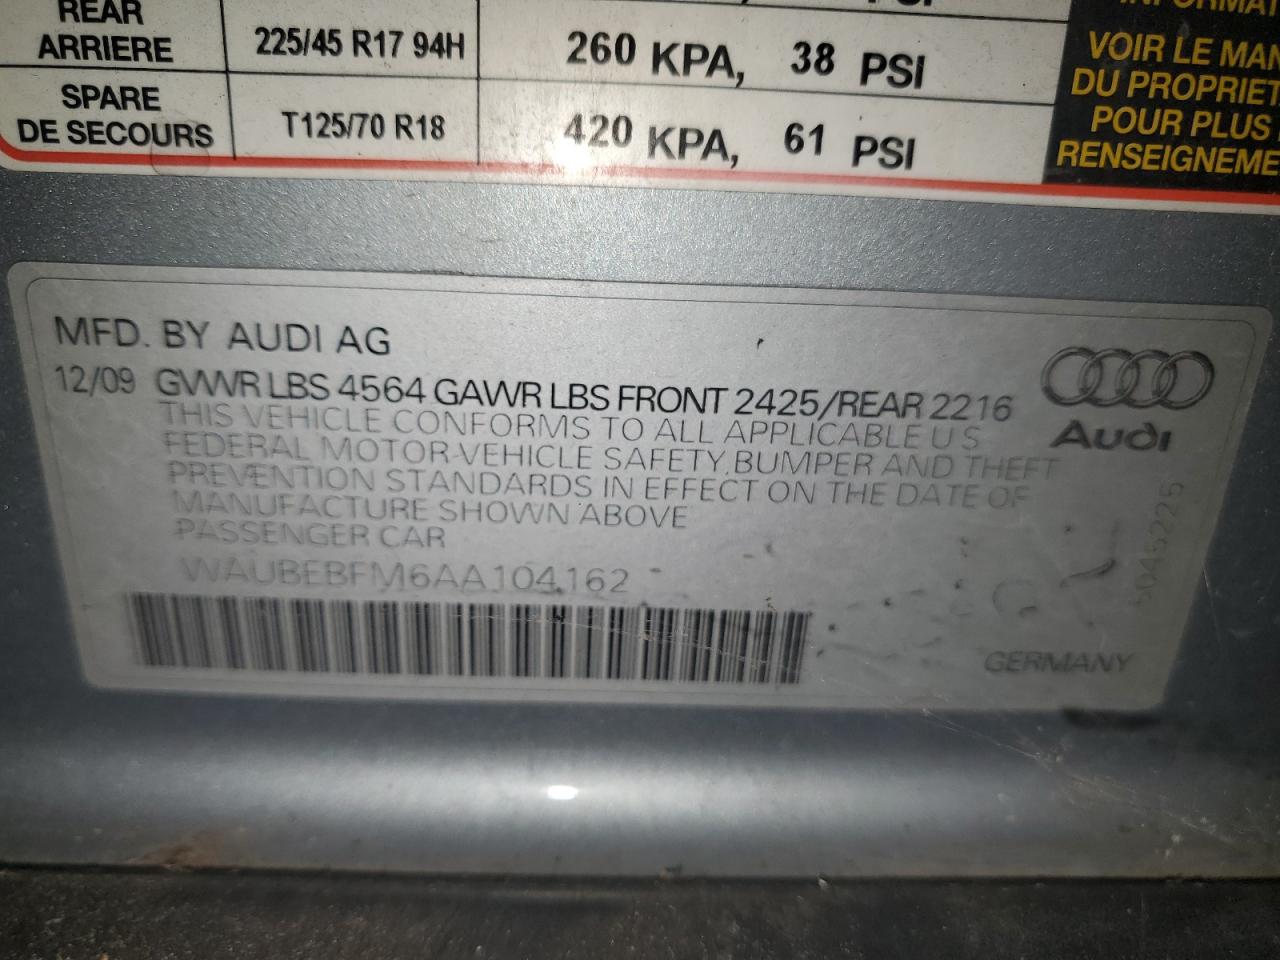 REAR
ARRIERE
225/45 R17 94H
260 KPA, 38 PSI
SPARE
DE SECOURS
T125/70 R18
420 KPA, 61 PSI
VOIR LE MAN
DU PROPRIET
POUR PLUS
RENSEIGNEME
MFD. BY AUDI AG
12/09 GVWR LBS 4564 GAWR LBS FRONT 2425/REAR 2216
THIS VEHICLE CONFORMS TO ALL APPLICABLE U S
FEDERAL MOTOR-VEHICLE SAFETY, BUMPER AND THEFT
PREVENTION STANDARDS IN EFFECT ON THE DATE OF
MANUFACTURE SHOWN ABOVE
PASSENGER CAR
WAUBEBFM6AA104162
Audi
GERMANY